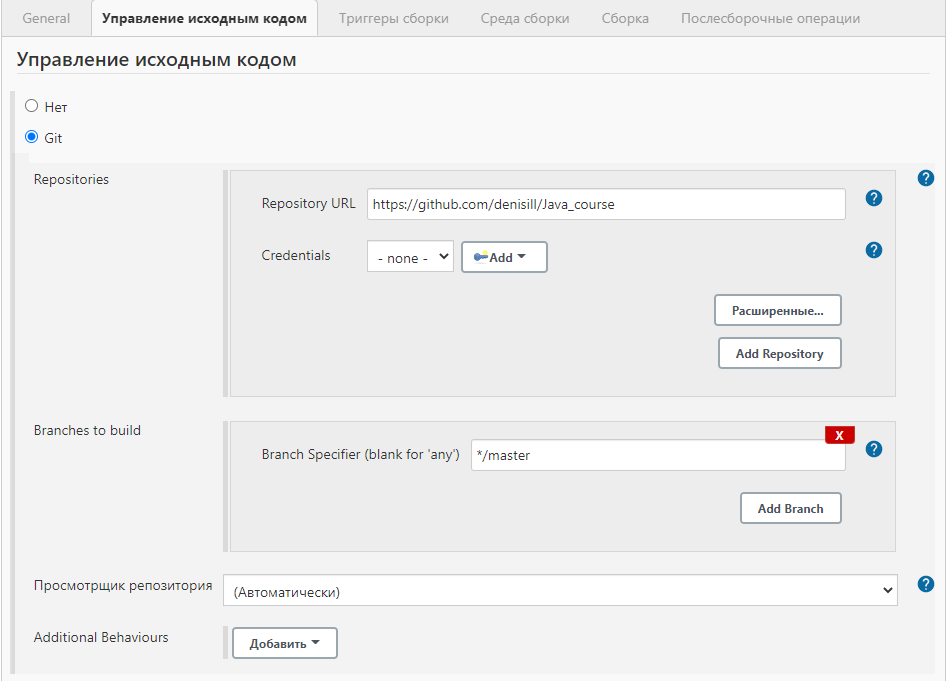 General Управление исходным кодом Триггеры сборки Среда сборки Сборка Послесборочные операции
Управление исходным кодом
Нет
Git
Repositories
?
Repository URL https://github.com/denisill/Java_course ?
Credentials - none - Add ?
Расширенные...
Add Repository
Branches to build
X
Branch Specifier (blank for 'any') */master ?
Add Branch
Просмотрщик репозитория (Автоматически) ?
Additional Behaviours Добавить